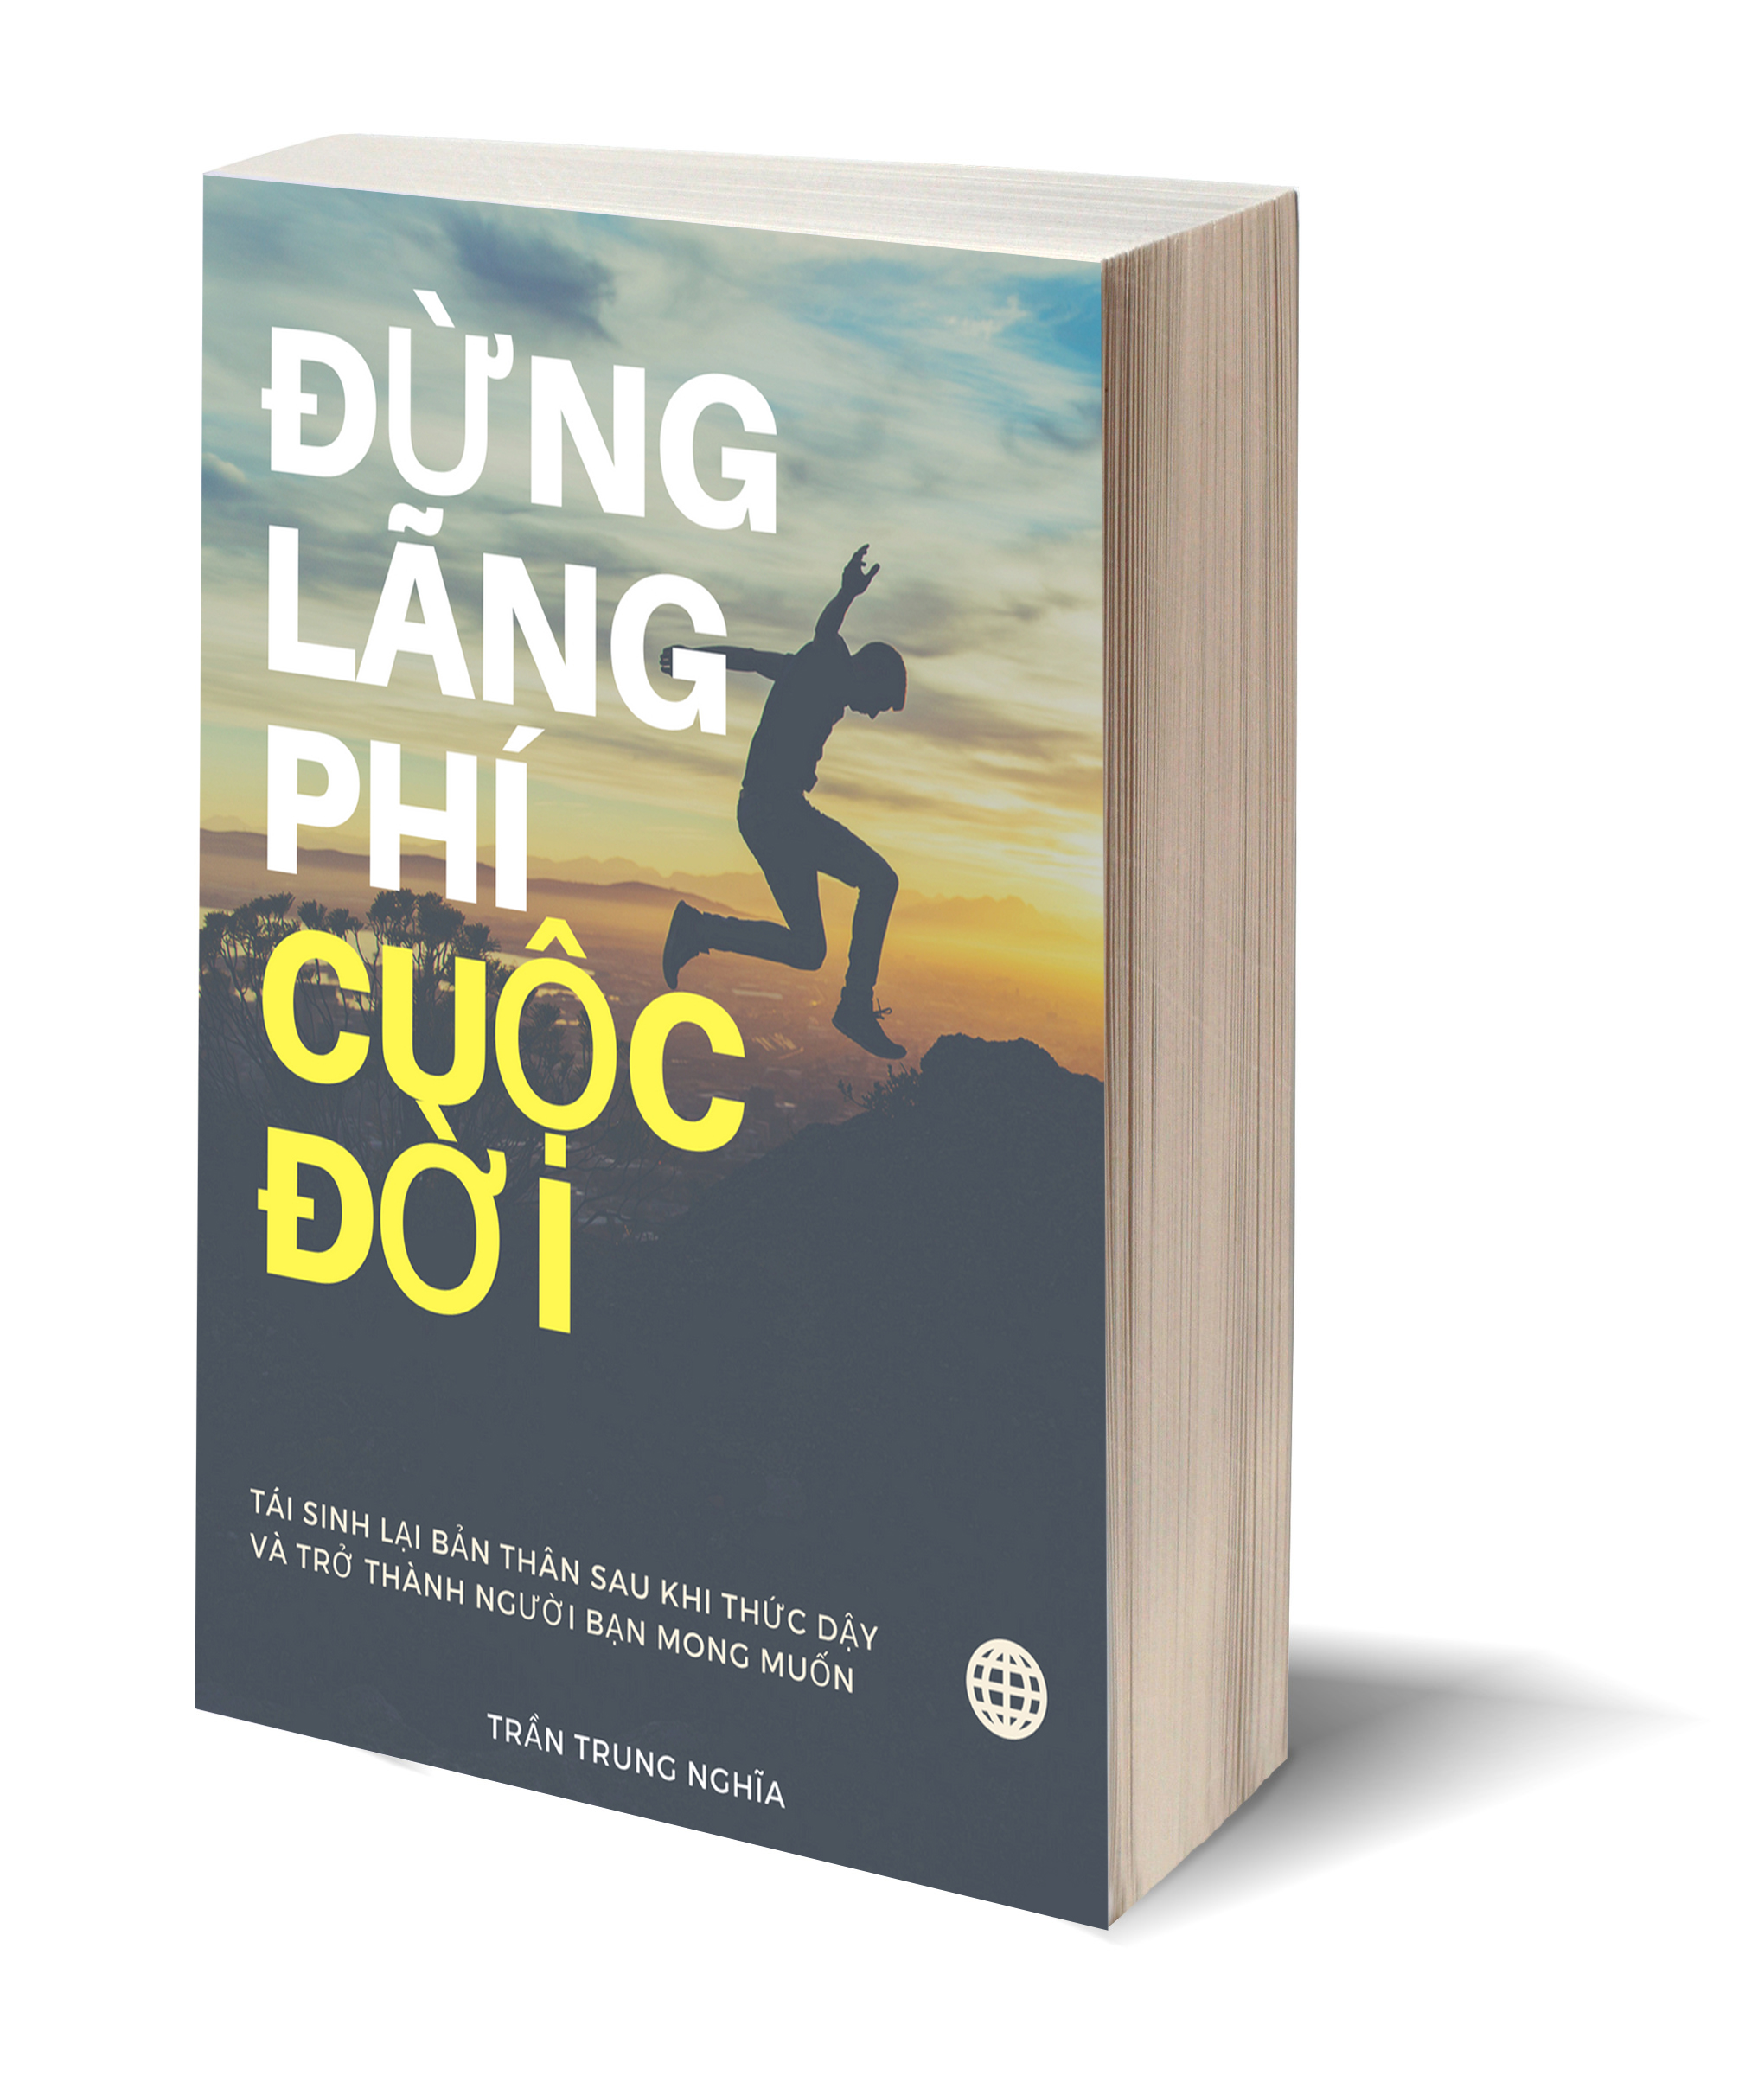 ĐỪNG
LÃNG
PHÍ
CUỘC
ĐỜI
TÁI SINH LẠI BẢN THÂN SAU KHI THỨC DẬY
VÀ TRỞ THÀNH NGƯỜI BẠN MONG MUỐN
TRẦN TRUNG NGHĨA